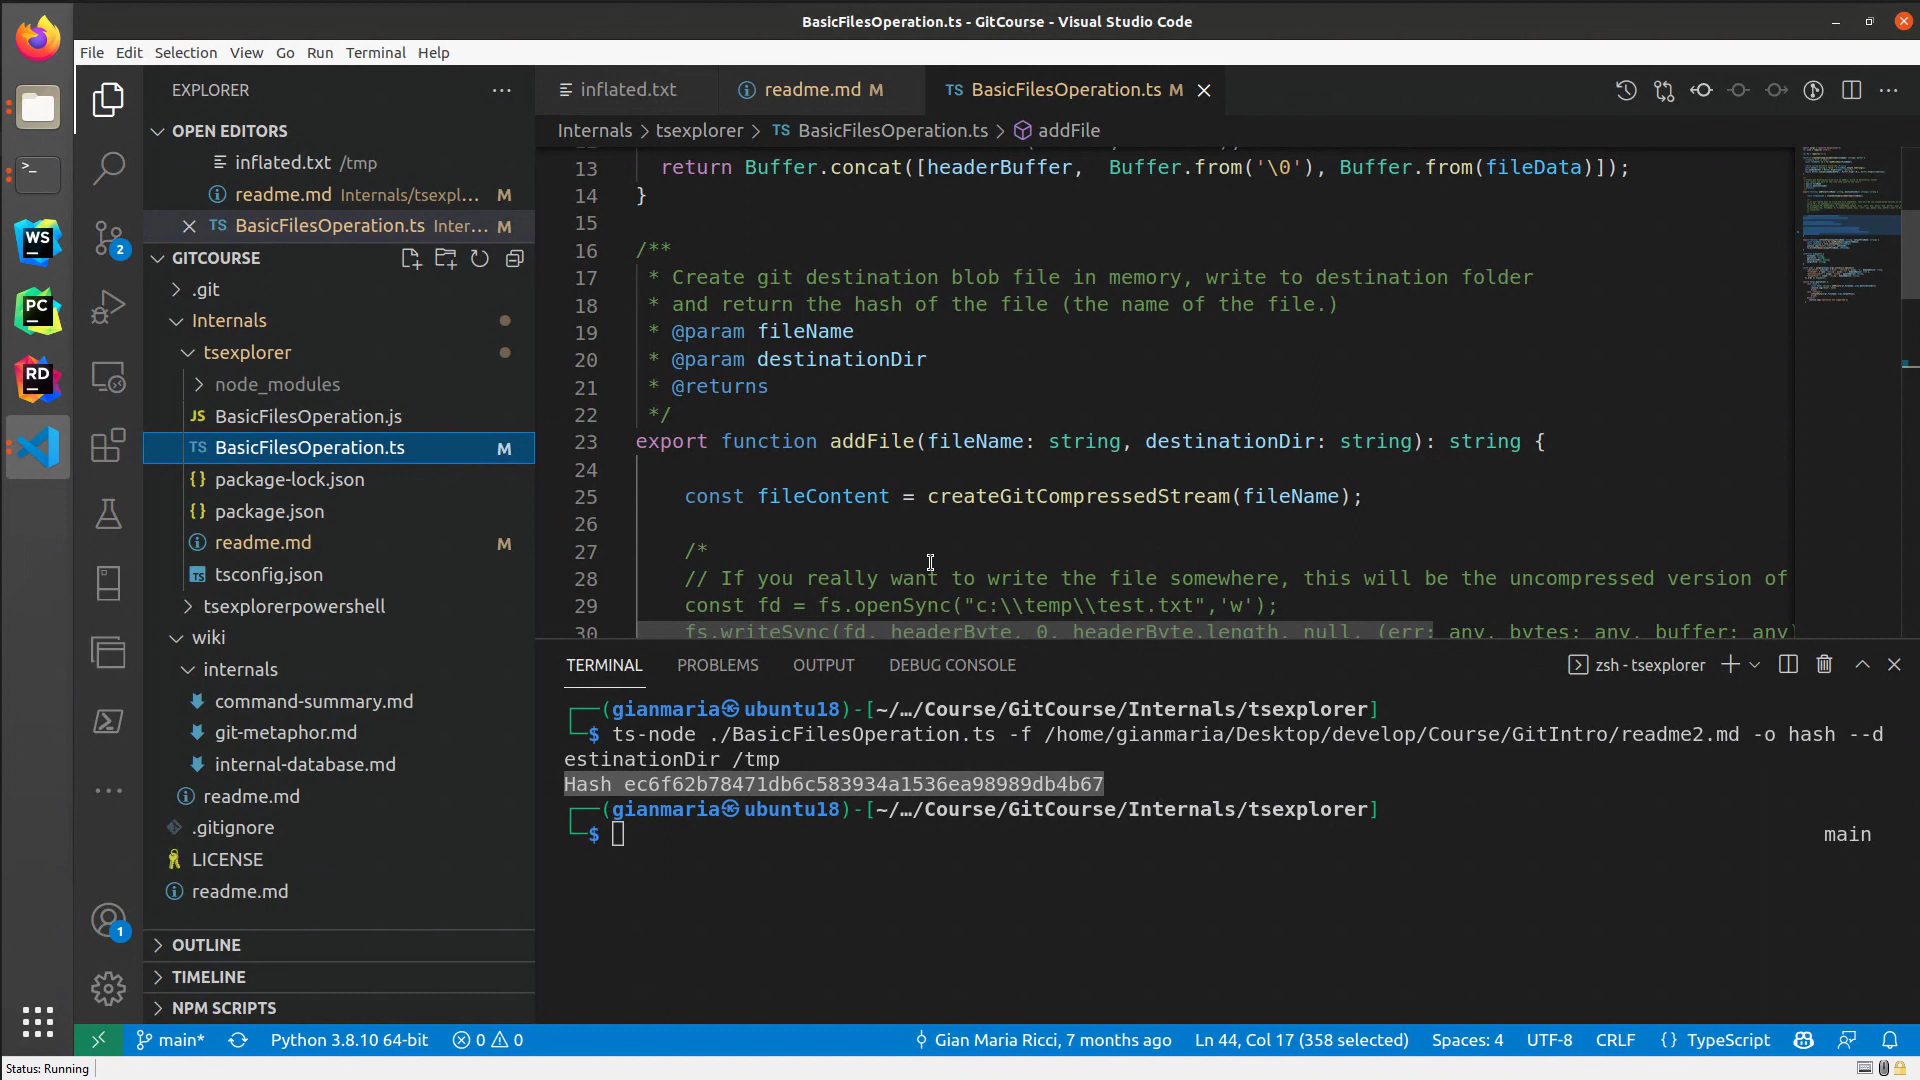 BasicFilesOperation.ts - GitCourse - Visual Studio Code
File Edit Selection View Go Run Terminal Help
EXPLORER
OPEN EDITORS
inflated.txt /tmp
readme.md Internals/tsexpl... M
TS BasicFilesOperation.ts Inter... M
GITCOURSE
.git
Internals
tsexplorer
node_modules
JS BasicFilesOperation.js
TS BasicFilesOperation.ts M
{} package-lock.json
{} package.json
readme.md M
TS tsconfig.json
tsexplorerpowershell
wiki
internals
command-summary.md
git-metaphor.md
internal-database.md
readme.md
.gitignore
LICENSE
readme.md
OUTLINE
TIMELINE
NPM SCRIPTS
WS
PC
RD
2
1
inflated.txt readme.md M TS BasicFilesOperation.ts M
Internals > tsexplorer > TS BasicFilesOperation.ts > addFile
13 return Buffer.concat([headerBuffer, Buffer.from('\0'), Buffer.from(fileData)]);
14 }
15
16 /**
17 * Create git destination blob file in memory, write to destination folder
18 * and return the hash of the file (the name of the file.)
19 * @param fileName
20 * @param destinationDir
21 * @returns
22 */
23 export function addFile(fileName: string, destinationDir: string): string {
24
25 const fileContent = createGitCompressedStream(fileName);
26
27 /*
28 // If you really want to write the file somewhere, this will be the uncompressed version of
29 const fd = fs.openSync("c:\\temp\\test.txt",'w');
30 fs.writeSync(fd, headerByte, 0, headerByte.length, null, (err: any, bytes: any, buffer: any)
TERMINAL PROBLEMS OUTPUT DEBUG CONSOLE
zsh - tsexplorer
┌──(gianmaria㉿ubuntu18)-[~/…/Course/GitCourse/Internals/tsexplorer]
└─$ ts-node ./BasicFilesOperation.ts -f /home/gianmaria/Desktop/develop/Course/GitIntro/readme2.md -o hash --d
estinationDir /tmp
Hash ec6f62b78471db6c583934a1536ea98989db4b67
┌──(gianmaria㉿ubuntu18)-[~/…/Course/GitCourse/Internals/tsexplorer]
└─$ main
main* Python 3.8.10 64-bit 0 0 Gian Maria Ricci, 7 months ago Ln 44, Col 17 (358 selected) Spaces: 4 UTF-8 CRLF {} TypeScript
Status: Running